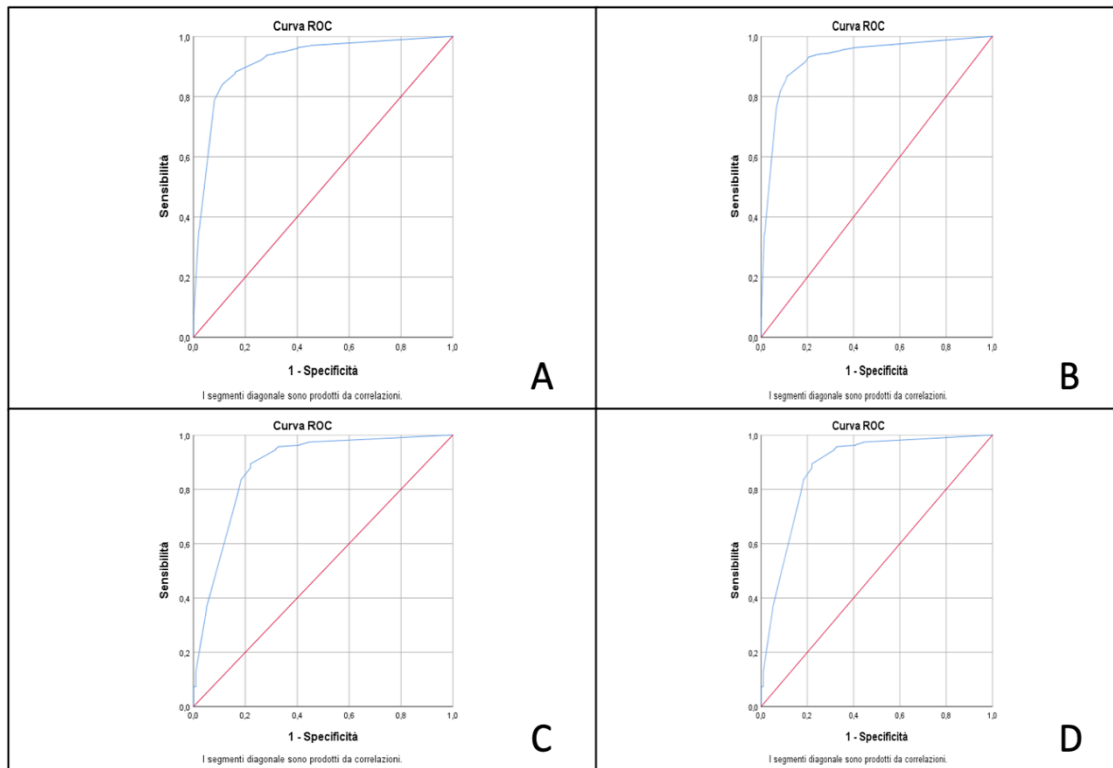 Curva ROC
1,0
0,8
0,6
0,4
0,2
0,0
Sensibilità
0,0 0,2 0,4 0,6 0,8 1,0
1 - Specificità
I segmenti diagonale sono prodotti da correlazioni.
A
Curva ROC
1,0
0,8
0,6
0,4
0,2
0,0
Sensibilità
0,0 0,2 0,4 0,6 0,8 1,0
1 - Specificità
I segmenti diagonale sono prodotti da correlazioni.
B
Curva ROC
1,0
0,8
0,6
0,4
0,2
0,0
Sensibilità
0,0 0,2 0,4 0,6 0,8 1,0
1 - Specificità
I segmenti diagonale sono prodotti da correlazioni.
C
Curva ROC
1,0
0,8
0,6
0,4
0,2
0,0
Sensibilità
0,0 0,2 0,4 0,6 0,8 1,0
1 - Specificità
I segmenti diagonale sono prodotti da correlazioni.
D